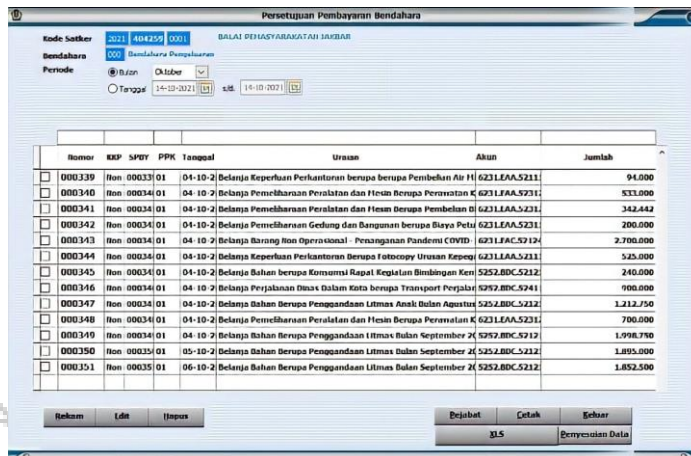 Persetujuan Pembayaran Bendahara
Kode Satker 2021 404259 0001 BALAI PEMASYARAKATAN JAKBAR
Bendahara 000 Bendahara Pengeluaran
Periode Bulan Oktober
Tanggal 14-10-2021 s/d. 14-10-2021
Nomor KKP SPBY PPK Tanggal Uraian Akun Jumlah
000339 Non 00033 01 04-10-2 Belanja Keperluan Perkantoran berupa berupa Pembelian Air M 6231.EAA.5211 94.000
000340 Non 00034 01 04-10-2 Belanja Pemeliharaan Peralatan dan Mesin Berupa Perawatan K 6231.EAA.5231 533.000
000341 Non 00034 01 04-10-2 Belanja Pemeliharaan Peralatan dan Mesin Berupa Pembelian B 6231.EAA.5231 342.442
000342 Non 00034 01 04-10-2 Belanja Pemeliharaan Gedung dan Bangunan berupa Biaya Petu 6231.EAA.5231 200.000
000343 Non 00034 01 04-10-2 Belanja Barang Non Operasional - Penanganan Pandemi COVID- 6231.EAC.52124 2.700.000
000344 Non 00034 01 04-10-2 Belanja Keperluan Perkantoran Berupa Fotocopy Urusan Kepeg 6231.EAA.5211 525.000
000345 Non 00034 01 04-10-2 Belanja Bahan berupa Konsumsi Rapat Kegiatan Bimbingan Kem 5252.BDC.5212 240.000
000346 Non 00034 01 04-10-2 Belanja Perjalanan Dinas Dalam Kota berupa Transport Perjalan 5252.BDC.5241 900.000
000347 Non 00034 01 04-10-2 Belanja Bahan Berupa Penggandaan Litmas Anak Bulan Agustus 5252.BDC.5212 1.212.750
000348 Non 00034 01 04-10-2 Belanja Pemeliharaan Peralatan dan Mesin Berupa Perawatan K 6231.EAA.5231 700.000
000349 Non 00034 01 04-10-2 Belanja Bahan Berupa Penggandaan Litmas Bulan September 2 5252.BDC.5212 1.998.750
000350 Non 00035 01 05-10-2 Belanja Bahan Berupa Penggandaan Litmas Bulan September 2 5252.BDC.5212 1.895.000
000351 Non 00035 01 06-10-2 Belanja Bahan Berupa Penggandaan Litmas Bulan September 2 5252.BDC.5212 1.852.500
Rekam Edit Hapus Pejabat Cetak Keluar
XLS Penyesuian Data